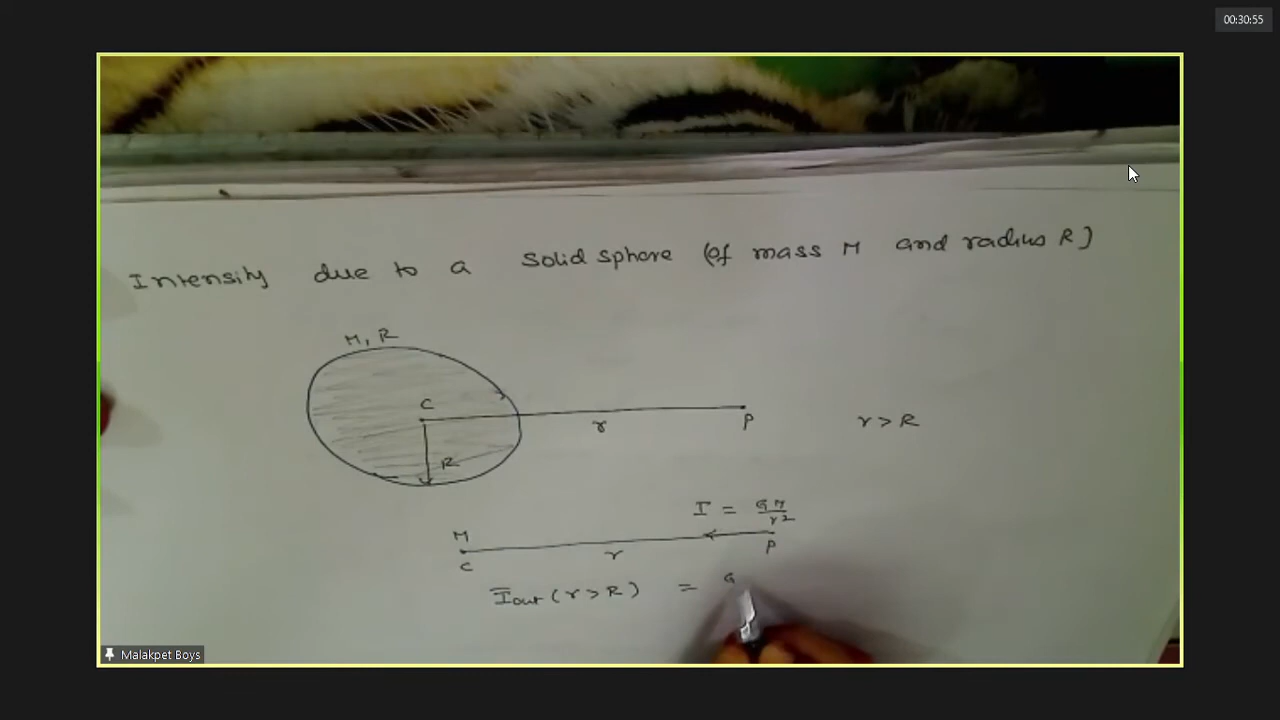 00:30:55
Intensity due to a Solid sphere (of mass M and radius R)
M, R
C
r
P
r > R
R
I = GM/r2
M
r
P
C
Iout (r > R) = G
Malakpet Boys